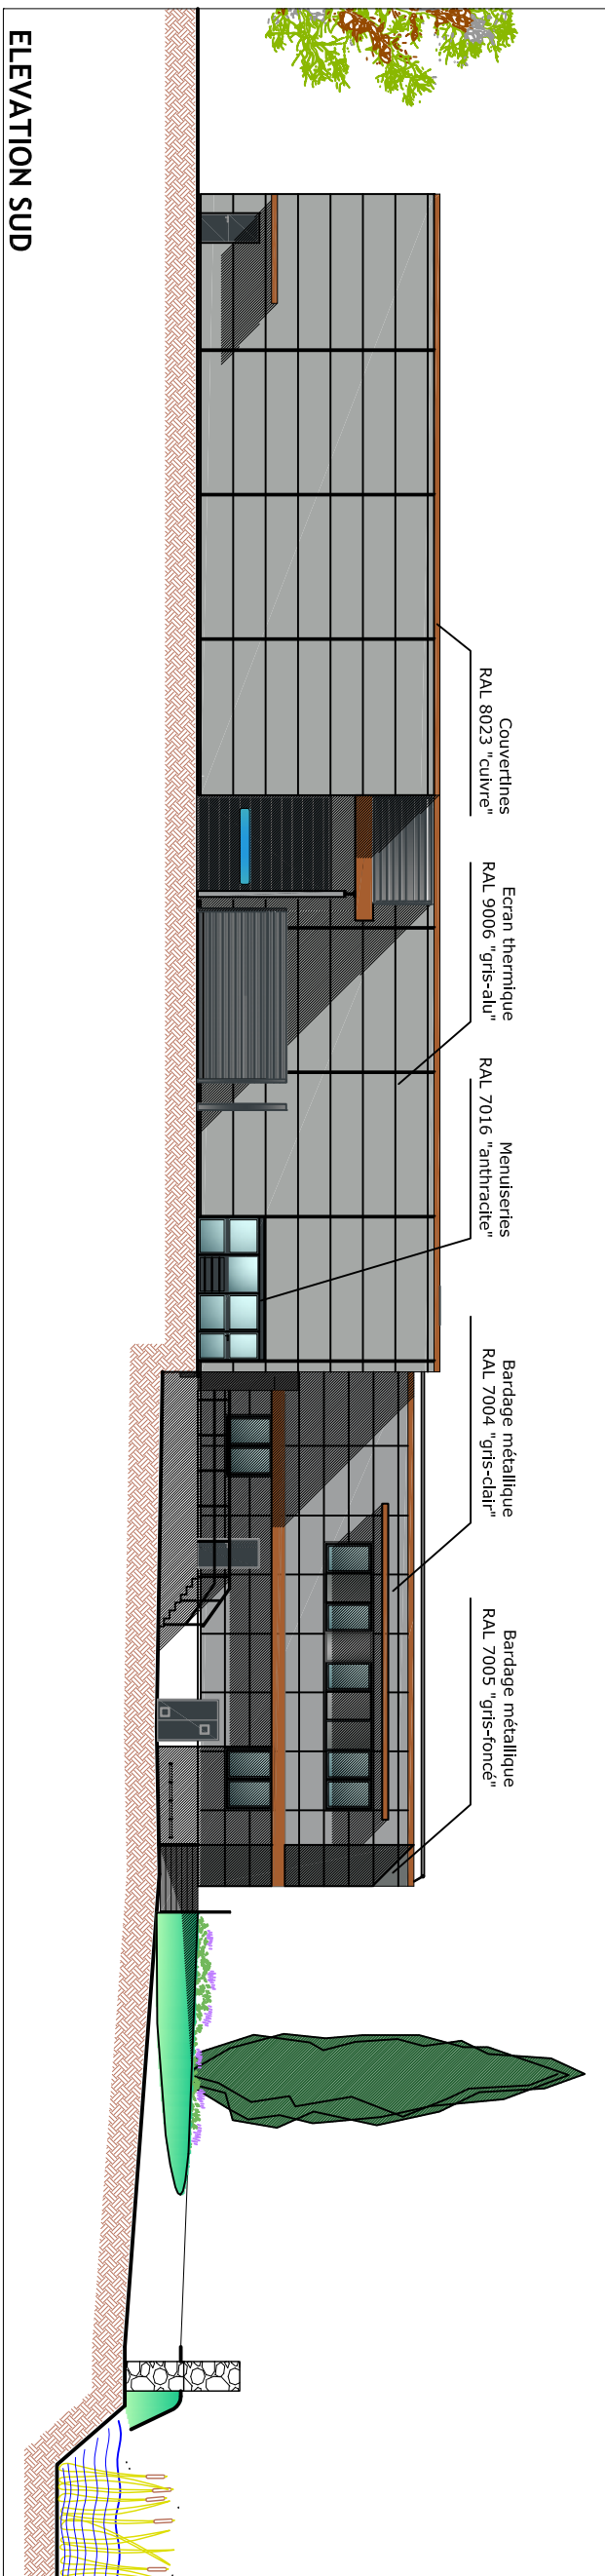 Couvertines
RAL 8023 "cuivre"
Ecran thermique
RAL 9006 "gris-alu"
Menuiseries
RAL 7016 "anthracite"
Bardage métallique
RAL 7004 "gris-clair"
Bardage métallique
RAL 7005 "gris-foncé"
ELEVATION SUD